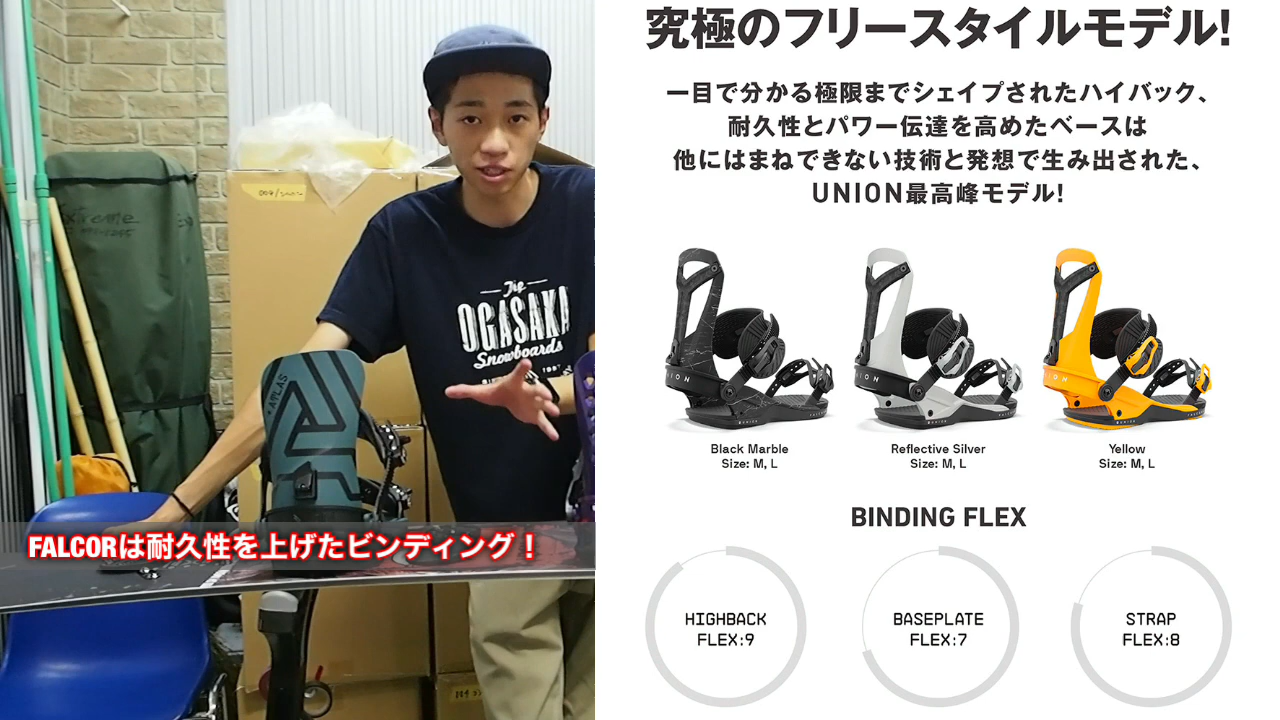 究極のフリースタイルモデル!
一目で分かる極限までシェイプされたハイバック、
耐久性とパワー伝達を高めたベースは
他にはまねできない技術と発想で生み出された、
UNION最高峰モデル!
Black Marble
Size: M, L
Reflective Silver
Size: M, L
Yellow
Size: M, L
BINDING FLEX
HIGHBACK
FLEX:9
BASEPLATE
FLEX:7
STRAP
FLEX:8
The
OGASAKA
Snowboards
ATLAS
Extreme
FALCORは耐久性を上げたビンディング！